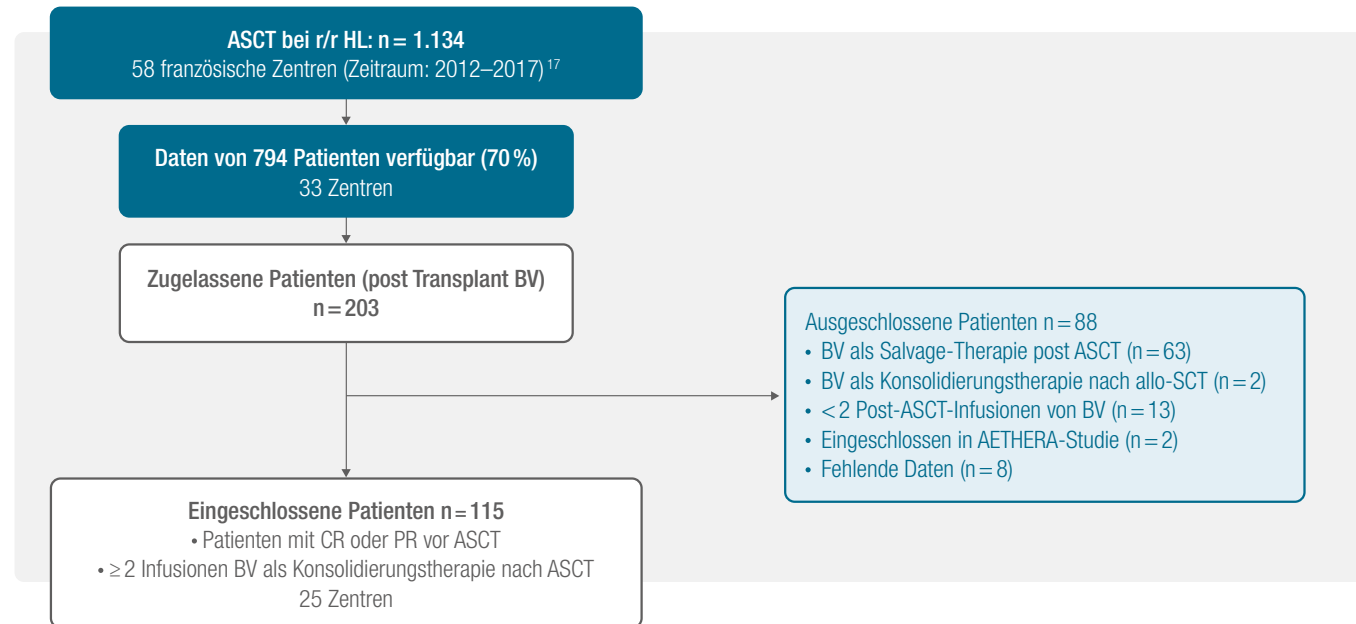 ASCT bei r/r HL: n = 1.134
58 französische Zentren (Zeitraum: 2012–2017) 17
Daten von 794 Patienten verfügbar (70 %)
33 Zentren
Zugelassene Patienten (post Transplant BV)
n = 203
Ausgeschlossene Patienten n = 88
• BV als Salvage-Therapie post ASCT (n = 63)
• BV als Konsolidierungstherapie nach allo-SCT (n = 2)
• < 2 Post-ASCT-Infusionen von BV (n = 13)
• Eingeschlossen in AETHERA-Studie (n = 2)
• Fehlende Daten (n = 8)
Eingeschlossene Patienten n = 115
• Patienten mit CR oder PR vor ASCT
• ≥ 2 Infusionen BV als Konsolidierungstherapie nach ASCT
25 Zentren